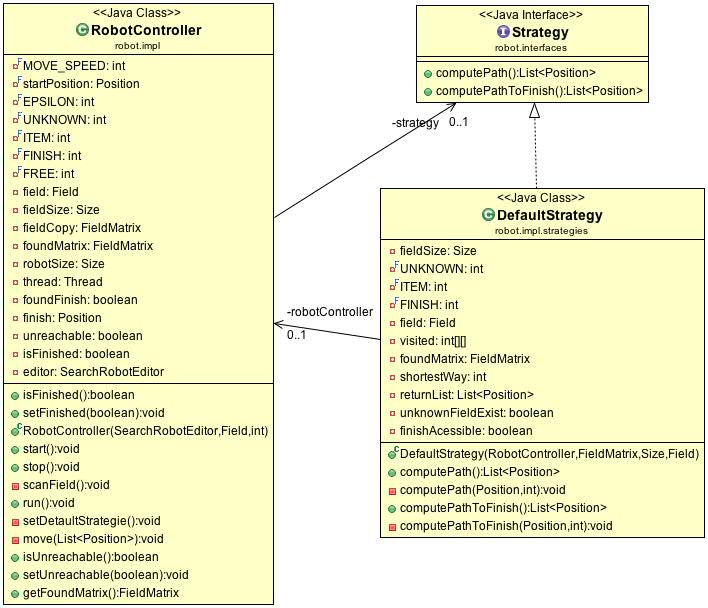 <<Java Class>>
RobotController
robot.impl
MOVE_SPEED: int
startPosition: Position
EPSILON: int
UNKNOWN: int
ITEM: int
FINISH: int
FREE: int
field: Field
fieldSize: Size
fieldCopy: FieldMatrix
foundMatrix: FieldMatrix
robotSize: Size
thread: Thread
foundFinish: boolean
finish: Position
unreachable: boolean
isFinished: boolean
editor: SearchRobotEditor
isFinished():boolean
setFinished(boolean):void
RobotController(SearchRobotEditor,Field,int)
start():void
stop():void
scanField():void
run():void
setDetaultStrategie():void
move(List<Position>):void
isUnreachable():boolean
setUnreachable(boolean):void
getFoundMatrix():FieldMatrix
<<Java Interface>>
Strategy
robot.interfaces
computePath():List<Position>
computePathToFinish():List<Position>
-strategy 0..1
-robotController
0..1
<<Java Class>>
DefaultStrategy
robot.impl.strategies
fieldSize: Size
UNKNOWN: int
ITEM: int
FINISH: int
field: Field
visited: int[][]
foundMatrix: FieldMatrix
shortestWay: int
returnList: List<Position>
unknownFieldExist: boolean
finishAcessible: boolean
DefaultStrategy(RobotController,FieldMatrix,Size,Field)
computePath():List<Position>
computePath(Position,int):void
computePathToFinish():List<Position>
computePathToFinish(Position,int):void